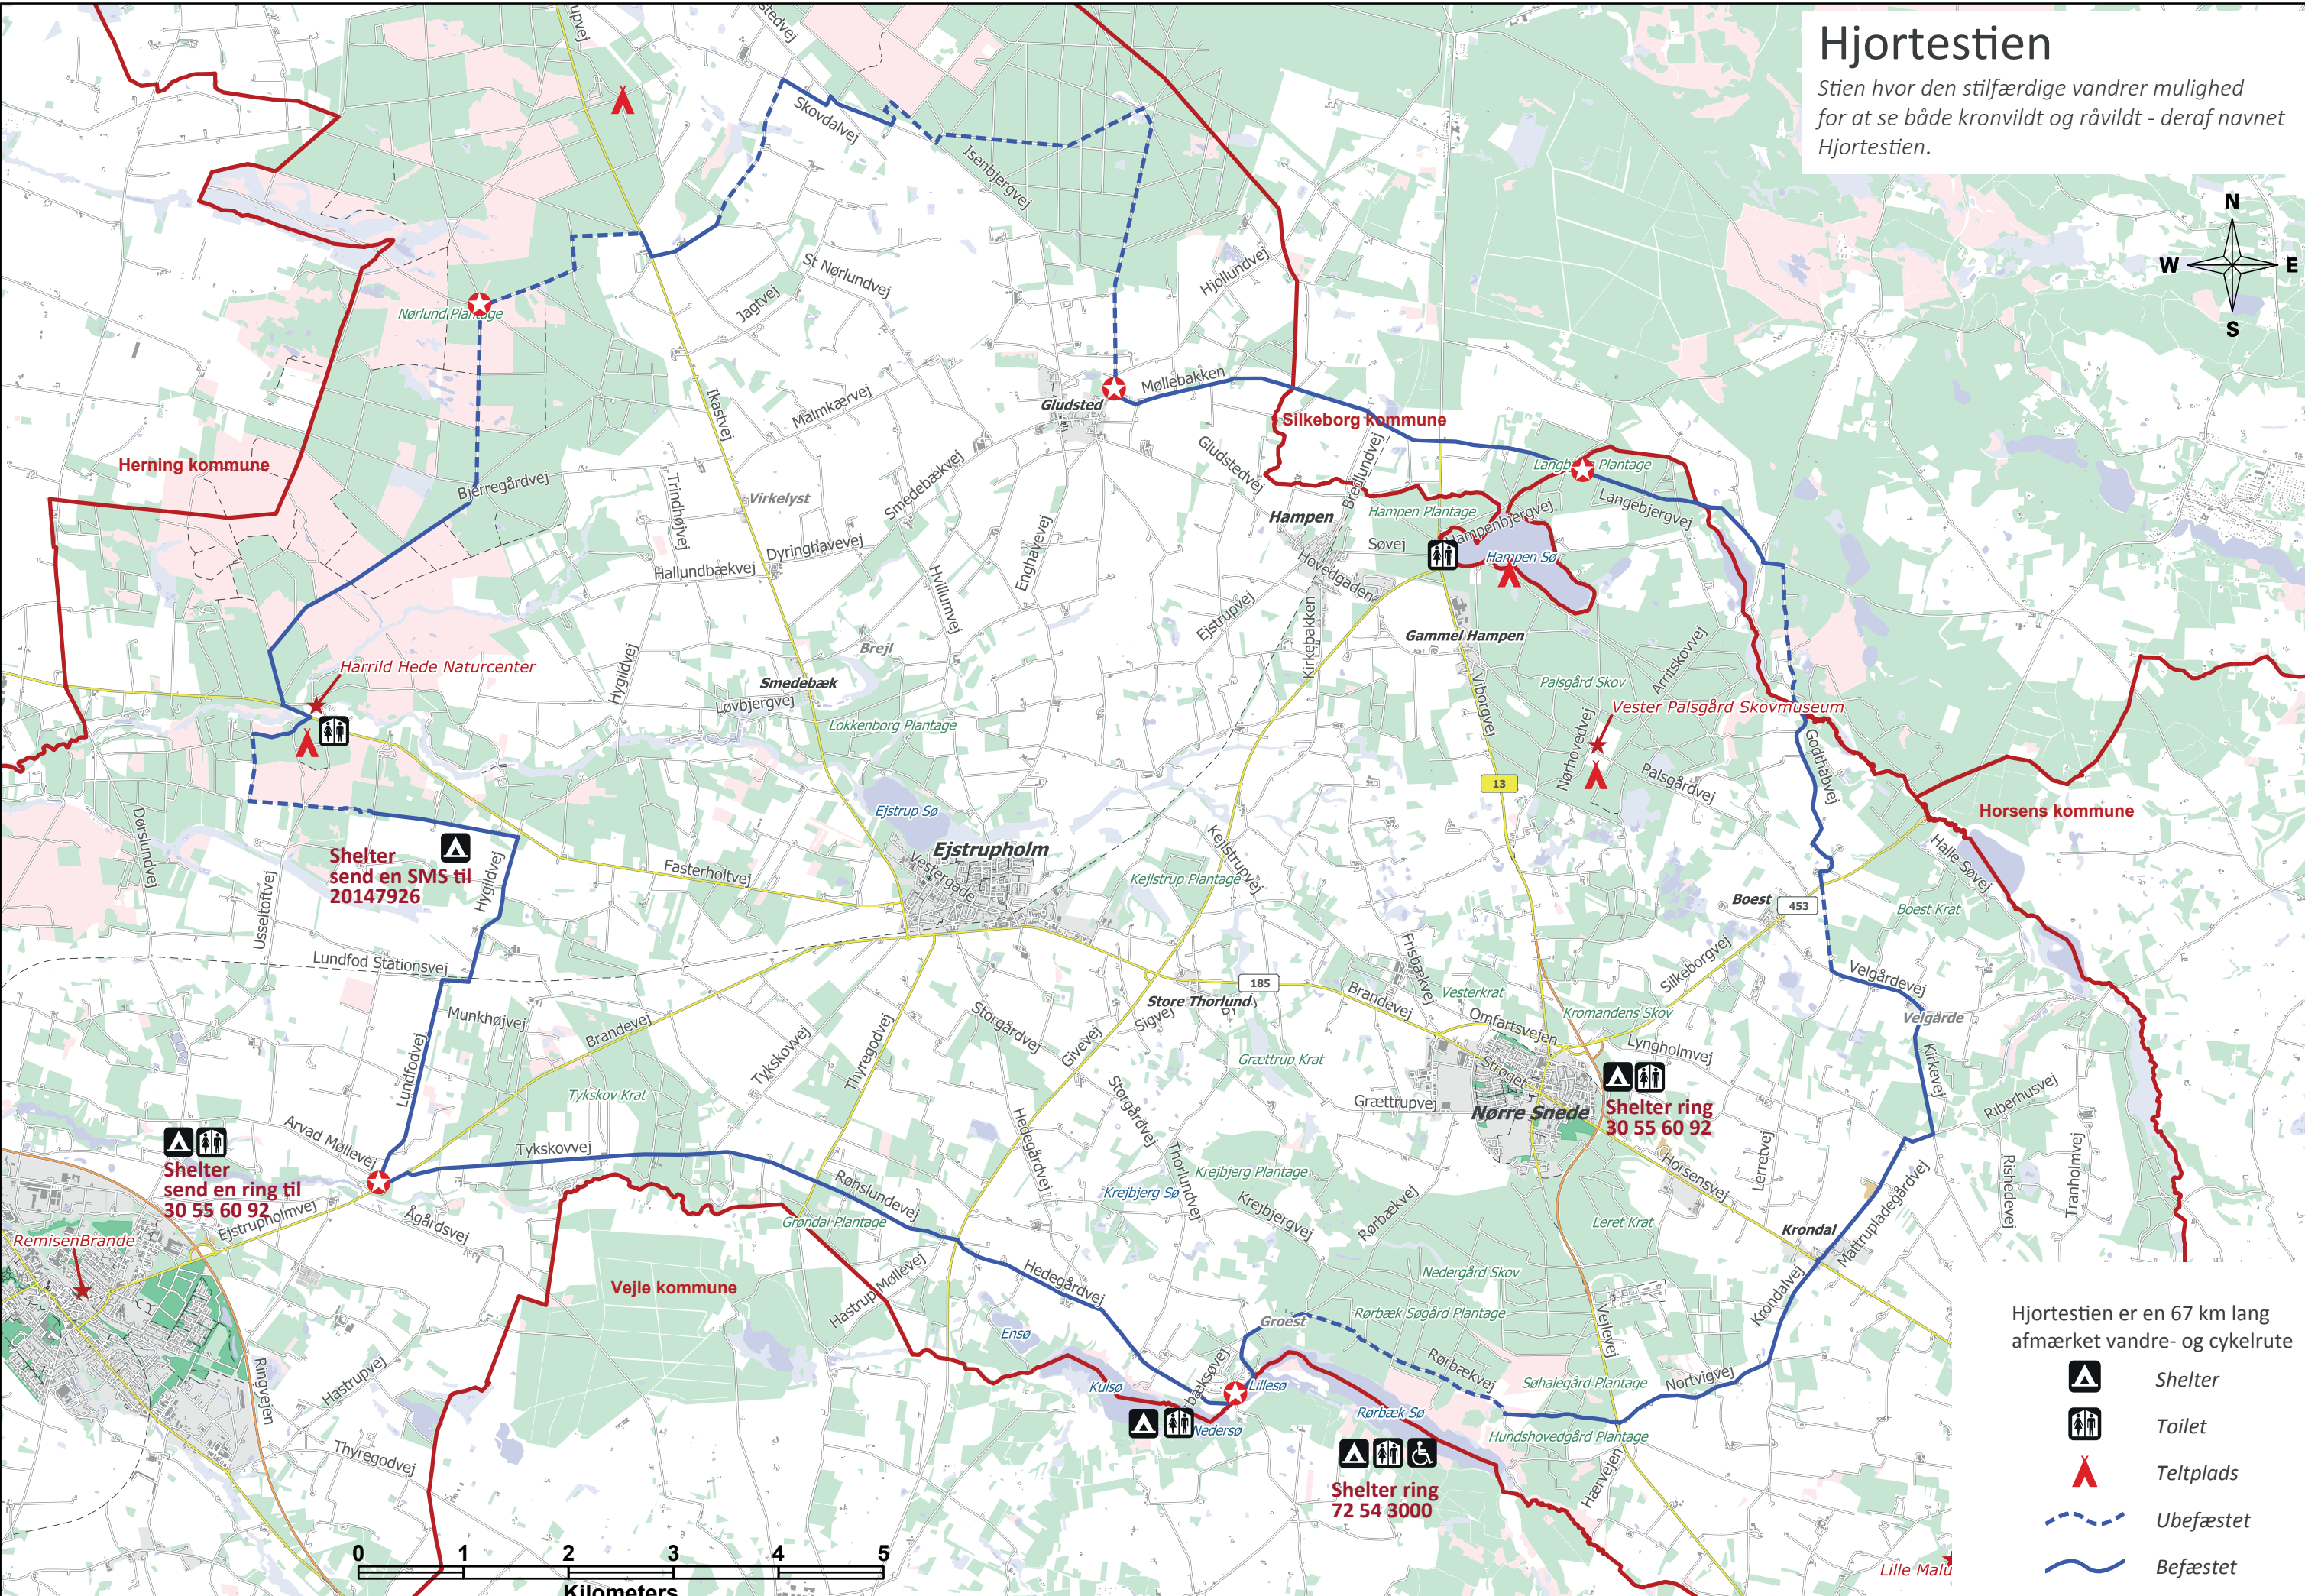 Hjortestien
Stien hvor den stilfærdige vandrer mulighed
for at se både kronvildt og råvildt - deraf navnet
Hjortestien.
N
W
E
S
upvej
stedvej
Skovdalvej
Isenbjergvej
St Nørlundvej
Jagtvej
Hjøllundvej
Nørlund Plantage
Ikastvej
Malmkærvej
Møllebakken
Gludsted
Silkeborg kommune
Herning kommune
Bjerregårdvej
Trindhøjvej
Virkelyst
Smedebækvej
Gludstedvej
Bredlundvej
Plantage
Langebjergvej
Hampen Plantage
Hampenbjergvej
Hampen
Søvej
Hampen Sø
Hovedgaden
Dyringhavevej
Hallundbækvej
Enghavevej
Hvillumvej
Ejstrupvej
Kirkebakken
Gammel Hampen
Brejl
Harrild Hede Naturcenter
Hygildvej
Smedebæk
Løvbjergvej
Lokkenborg Plantage
Viborgvej
Palsgård Skov
Arritskovvej
Vester Palsgård Skovmuseum
Nørhovedvej
Palsgårdvej
Godthåbvej
13
Horsens kommune
Dørslundvej
Ejstrup Sø
Ejstrupholm
Vestergade
Kejlstrupvej
Kejlstrup Plantage
Halle Søvej
Shelter
send en SMS til
20147926
Hygildvej
Fasterholtvej
Usseltoftvej
Boest
453
Boest Krat
Lundfod Stationsvej
Silkeborgvej
Velgårdevej
Frisbækvej
Vesterkrat
185
Store Thorlund
By
Sigvej
Brandevej
Velgårde
Munkhøjvej
Brandevej
Storgårdvej
Givevej
Omfartsvejen
Kromandens Skov
Lyngholmvej
Lundfodvej
Tykskovvej
Thyregodvej
Grættrup Krat
Strøget
Kirkevej
Tykskov Krat
Storgårdvej
Grættrupvej
Nørre Snede
Shelter ring
30 55 60 92
Riberhusvej
Arvad Møllevej
Tykskovvej
Hedegårdvej
Thorlundvej
Krejbjerg Plantage
Horsensvej
Lerretvej
Rishedevej
Tranholmvej
Shelter
send en ring til
30 55 60 92
Ejstrupholmvej
Ågårdsvej
Rønslundevej
Krejbjerg Sø
Krejbjergvej
Rørbækvej
Mattrupladegårdvej
Grøndal Plantage
Leret Krat
Krondal
RemisenBrande
Vejle kommune
Hastrup Møllevej
Hedegårdvej
Nedergård Skov
Rørbæk Søgård Plantage
Groest
Krondalvej
Vejlevej
Ensø
Ringvejen
Hastrupvej
Kulsø
Lillesø
Rørbækvej
Søhalegård Plantage
Nortvigvej
Nedersø
Rørbæk Sø
Hundshovedgård Plantage
Thyregodvej
Shelter ring
72 54 3000
Hærvejen
Hjortestien er en 67 km lang
afmærket vandre- og cykelrute
Shelter
Toilet
Teltplads
Ubefæstet
Befæstet
Lille Malu
0 1 2 3 4 5
Kilometers